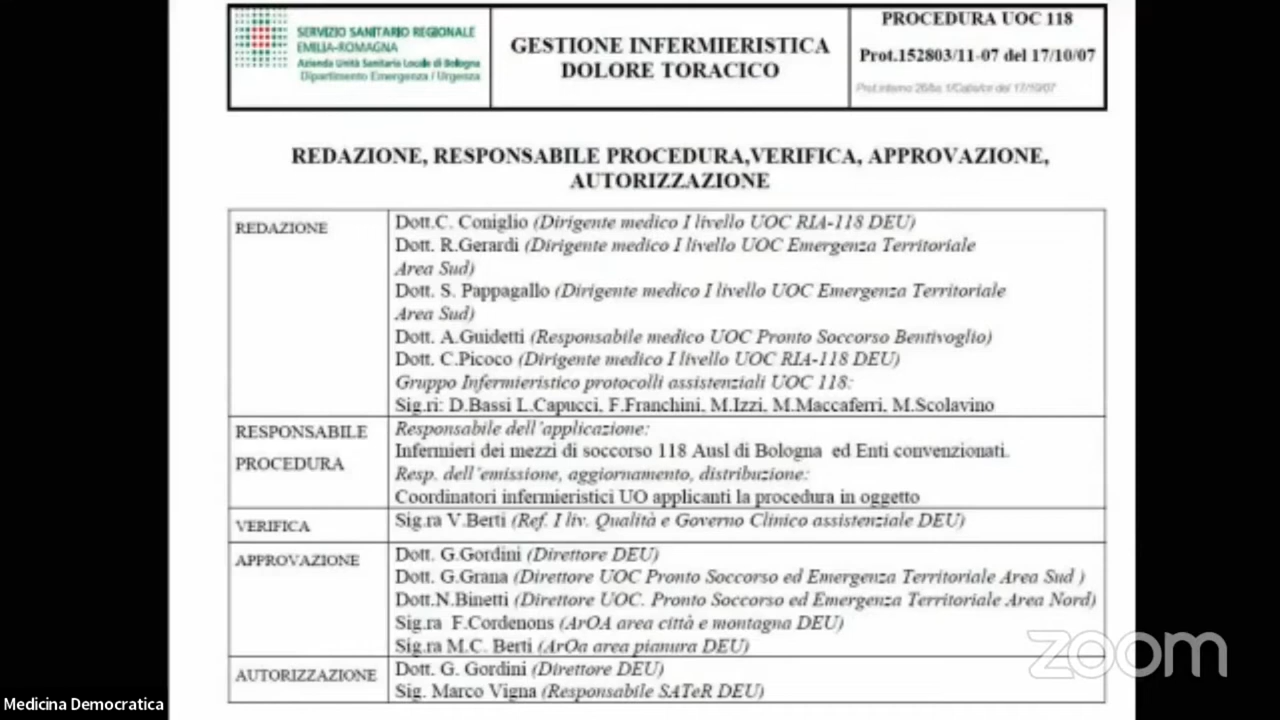 SERVIZIO SANITARIO REGIONALE
EMILIA-ROMAGNA
Azienda Unità Sanitaria Locale di Bologna
Dipartimento Emergenza / Urgenza
GESTIONE INFERMIERISTICA
DOLORE TORACICO
PROCEDURA UOC 118
Prot.152803/11-07 del 17/10/07
Prot.interno del 17/10/07
REDAZIONE, RESPONSABILE PROCEDURA,VERIFICA, APPROVAZIONE,
AUTORIZZAZIONE
REDAZIONE
Dott.C. Coniglio (Dirigente medico I livello UOC RIA-118 DEU)
Dott. R.Gerardi (Dirigente medico I livello UOC Emergenza Territoriale
Area Sud)
Dott. S. Pappagallo (Dirigente medico I livello UOC Emergenza Territoriale
Area Sud)
Dott. A.Guidetti (Responsabile medico UOC Pronto Soccorso Bentivoglio)
Dott. C.Picoco (Dirigente medico I livello UOC RIA-118 DEU)
Gruppo Infermieristico protocolli assistenziali UOC 118:
Sig.ri: D.Bassi L.Capucci, F.Franchini, M.Izzi, M.Maccaferri, M.Scolavino
RESPONSABILE
PROCEDURA
Responsabile dell'applicazione:
Infermieri dei mezzi di soccorso 118 Ausl di Bologna ed Enti convenzionati.
Resp. dell'emissione, aggiornamento, distribuzione:
Coordinatori infermieristici UO applicanti la procedura in oggetto
VERIFICA
Sig.ra V.Berti (Ref. I liv. Qualità e Governo Clinico assistenziale DEU)
APPROVAZIONE
Dott. G.Gordini (Direttore DEU)
Dott. G.Grana (Direttore UOC Pronto Soccorso ed Emergenza Territoriale Area Sud )
Dott.N.Binetti (Direttore UOC. Pronto Soccorso ed Emergenza Territoriale Area Nord)
Sig.ra F.Cordenons (ArOA area città e montagna DEU)
Sig.ra M.C. Berti (ArOa area pianura DEU)
AUTORIZZAZIONE
Dott. G. Gordini (Direttore DEU)
Sig. Marco Vigna (Responsabile SATeR DEU)
zoom
Medicina Democratica